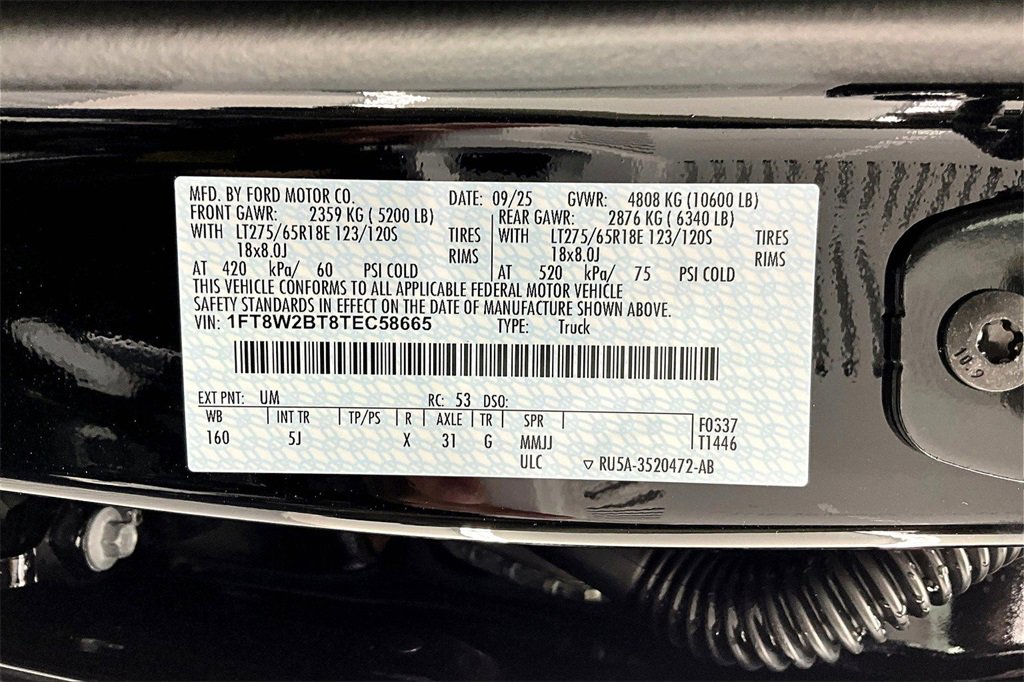 MFD. BY FORD MOTOR CO. DATE: 09/25 GVWR: 4808 KG (10600 LB)
FRONT GAWR: 2359 KG ( 5200 LB) REAR GAWR: 2876 KG ( 6340 LB)
WITH LT275/65R18E 123/120S TIRES WITH LT275/65R18E 123/120S TIRES
18x8.0J RIMS 18x8.0J RIMS
AT 420 kPa/ 60 PSI COLD AT 520 kPa/ 75 PSI COLD
THIS VEHICLE CONFORMS TO ALL APPLICABLE FEDERAL MOTOR VEHICLE
SAFETY STANDARDS IN EFFECT ON THE DATE OF MANUFACTURE SHOWN ABOVE.
VIN: 1FT8W2BT8TEC58665 TYPE: Truck
EXT PNT: UM RC: 53 DSO:
WB INT TR TP/PS R AXLE TR SPR F0337
160 5J X 31 G MMJJ T1446
ULC RU5A-3520472-AB
10.9